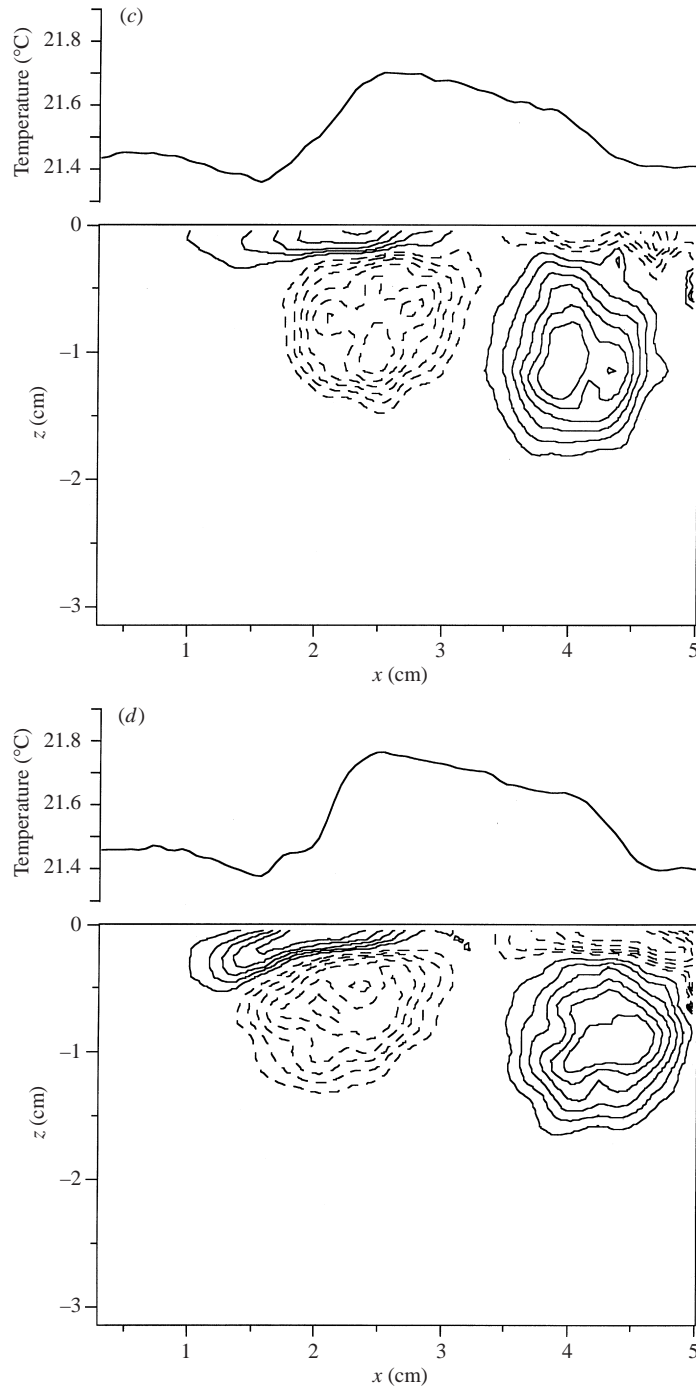 (c)
Temperature (°C)
21.8
21.6
21.4
0
–1
–2
–3
z (cm)
1 2 3 4 5
x (cm)
(d)
Temperature (°C)
21.8
21.6
21.4
0
–1
–2
–3
z (cm)
1 2 3 4 5
x (cm)